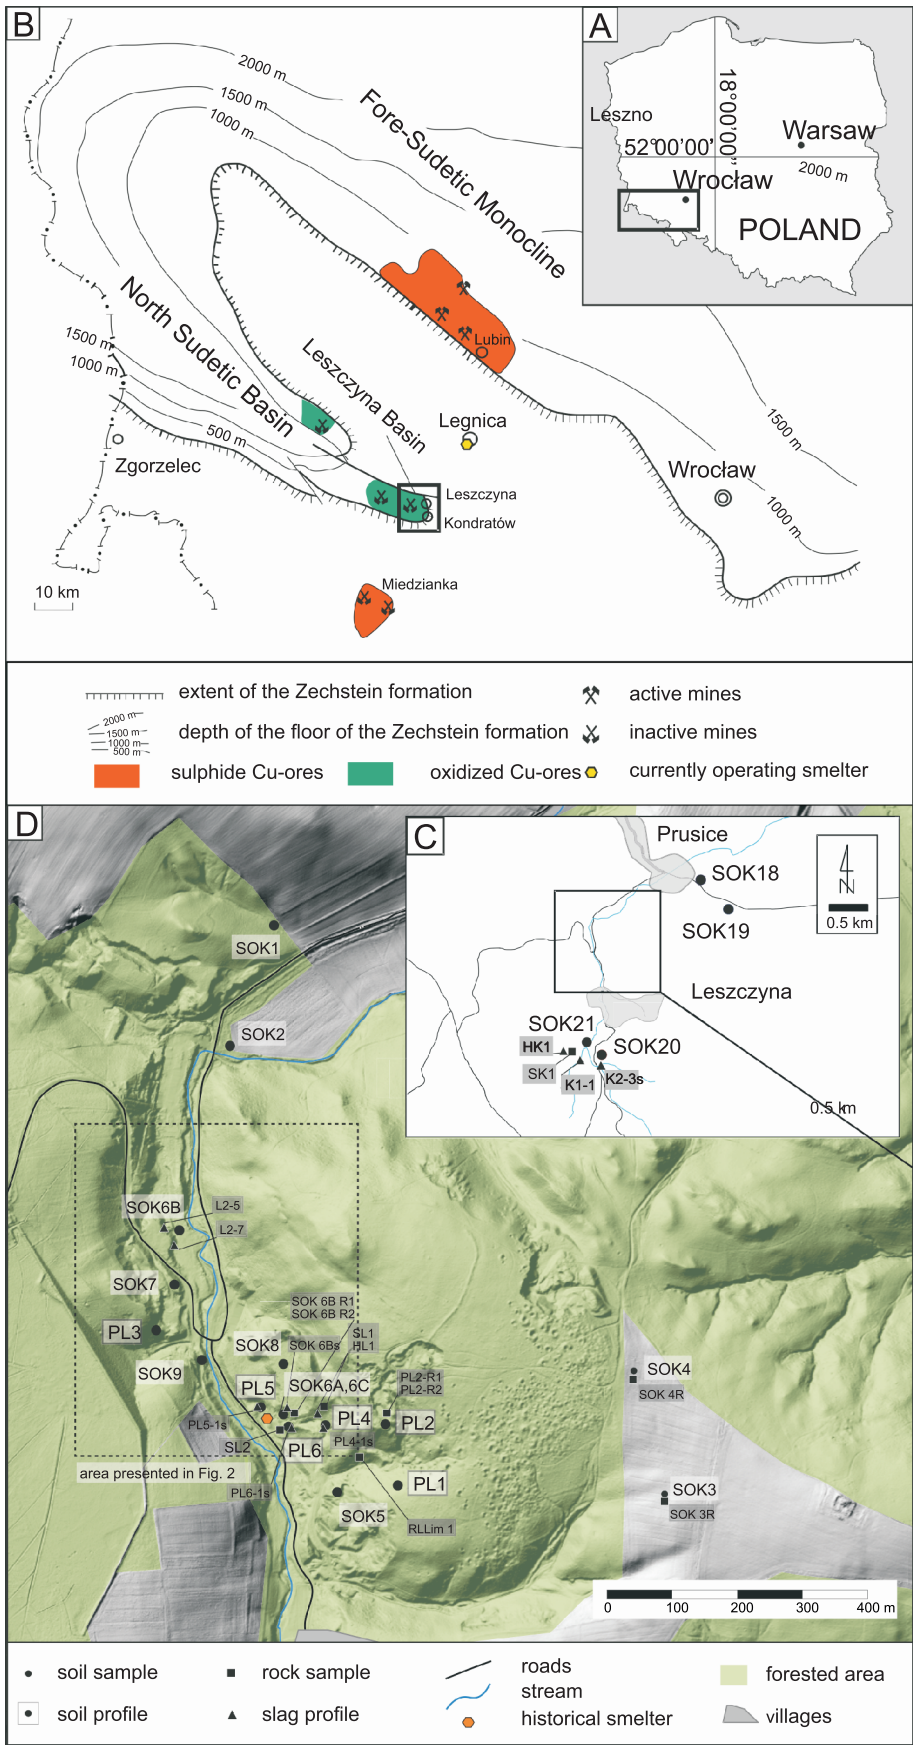 B
2000 m
1500 m
1000 m
Fore-Sudetic Monocline
A
Leszno
18°00'00''
52°00'00'
Warsaw
2000 m
Wrocław
POLAND
North Sudetic Basin
Leszczyna Basin
1500 m
1000 m
500 m
Lubin
Legnica
Zgorzelec
Wrocław
1500 m
1000 m
Leszczyna
Kondratów
10 km
Miedzianka
extent of the Zechstein formation
active mines
2000 m
1500 m
1000 m
500 m
depth of the floor of the Zechstein formation
inactive mines
sulphide Cu-ores
oxidized Cu-ores
currently operating smelter
D
C
Prusice
SOK18
SOK19
N
0.5 km
Leszczyna
SOK21
HK1
SOK20
SK1
K1-1
K2-3s
0.5 km
SOK1
SOK2
SOK6B
L2-5
L2-7
SOK7
PL3
SOK 6B R1
SOK 6B R2
SOK8
SOK 6Bs
SL1
HL1
SOK9
PL5
SOK6A,6C
PL2-R1
PL2-R2
PL5-1s
PL4
PL2
SL2
PL6
PL4-1s
area presented in Fig. 2
PL6-1s
PL1
SOK5
RLLim 1
SOK4
SOK 4R
SOK3
SOK 3R
0 100 200 300 400 m
soil sample
rock sample
roads
stream
forested area
soil profile
slag profile
historical smelter
villages